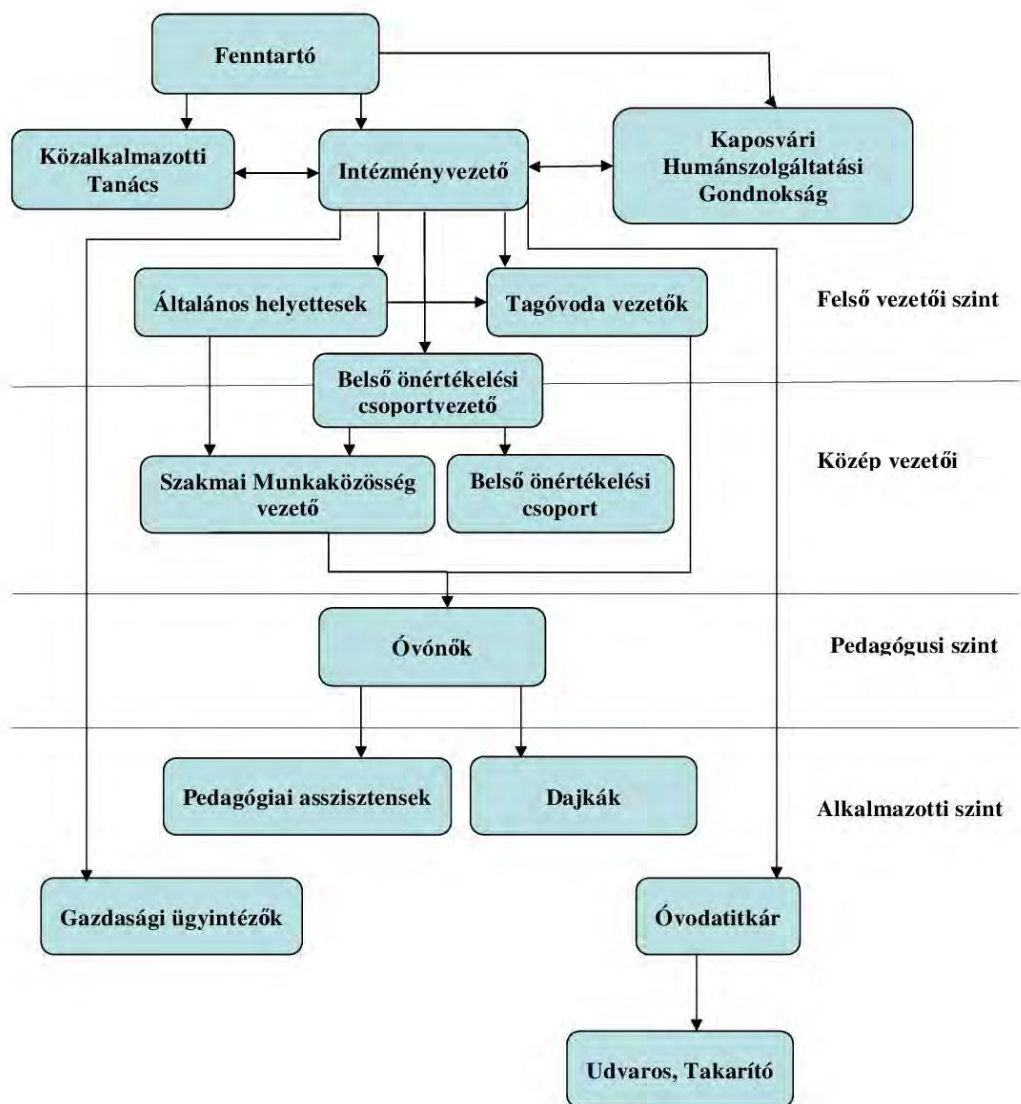 Fenntartó
Közalkalmazotti
Tanács
Intézményvezető
Kaposvári
Humánszolgáltatási
Gondnokság
Általános helyettesek
Tagóvoda vezetők
Felső vezetői szint
Belső önértékelési
csoportvezető
Közép vezetői
Szakmai Munkaközösség
vezető
Belső önértékelési
csoport
Óvónők
Pedagógusi szint
Pedagógiai asszisztensek
Dajkák
Alkalmazotti szint
Gazdasági ügyintézők
Óvodatitkár
Udvaros, Takarító